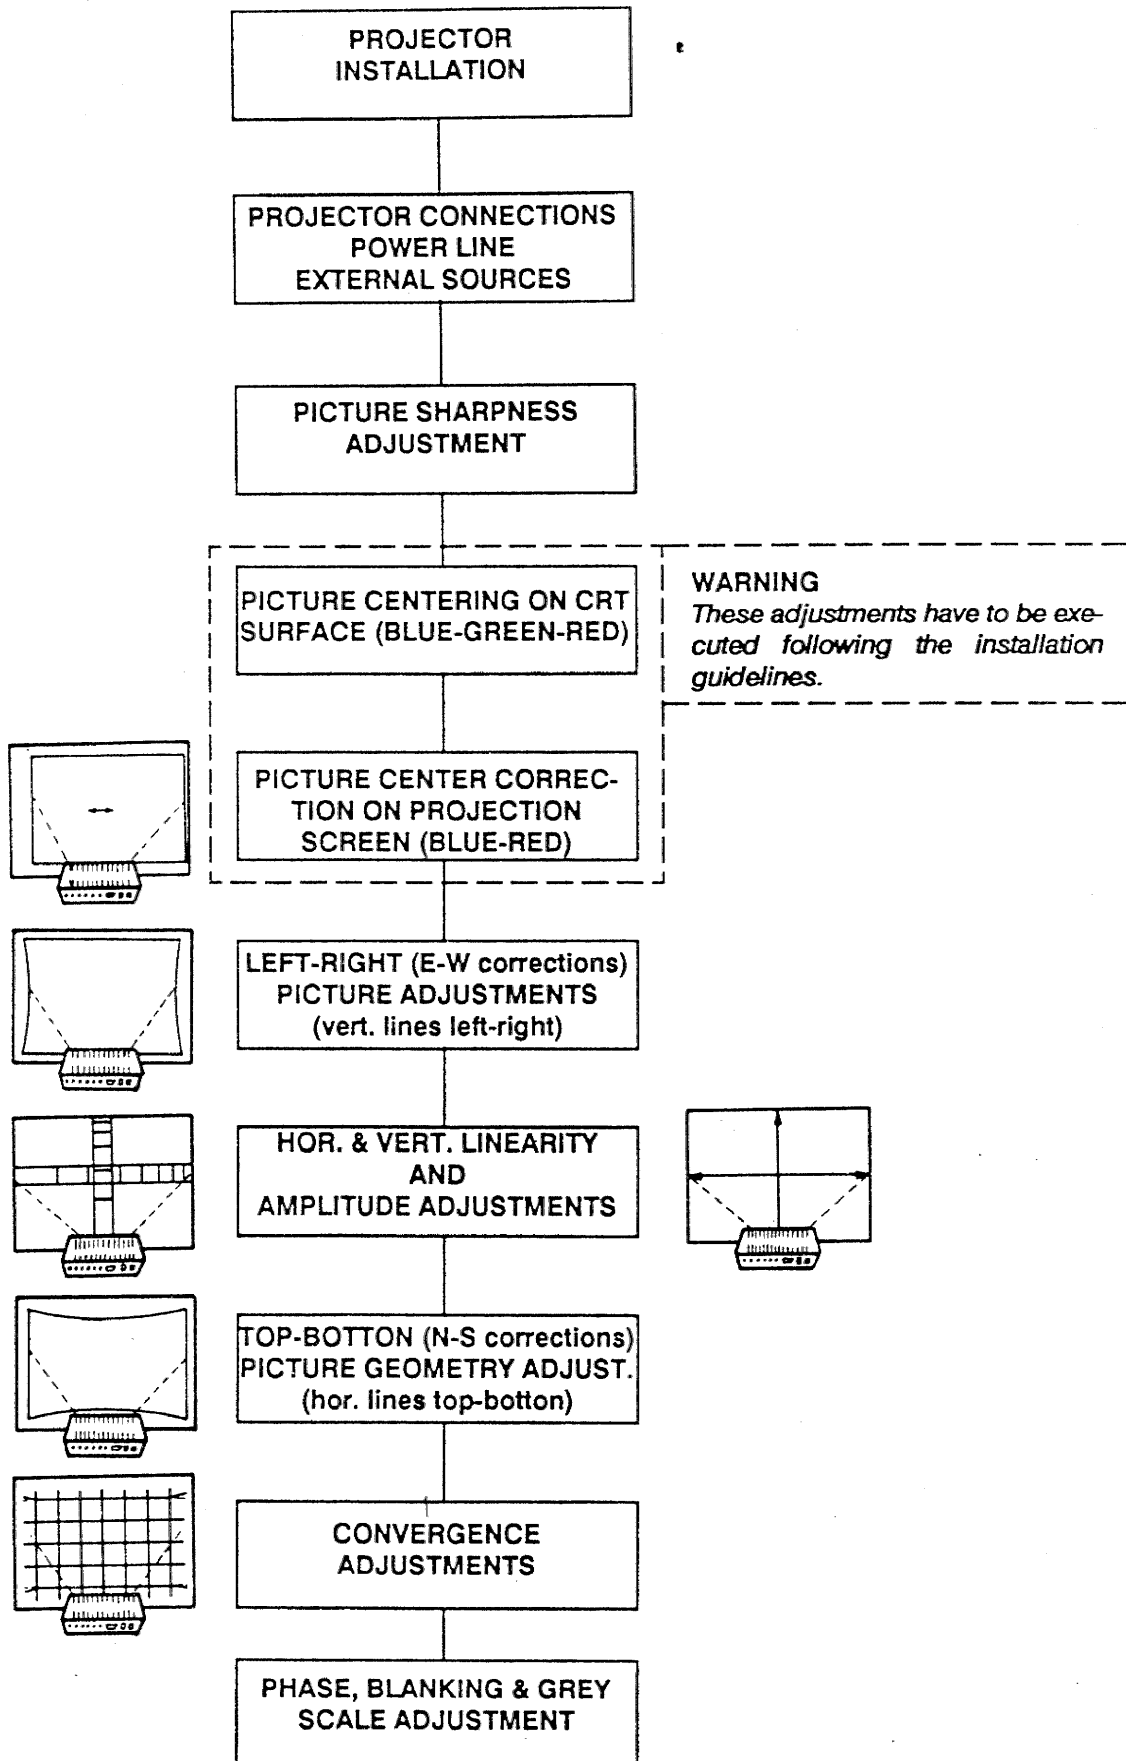 PROJECTOR
INSTALLATION
PROJECTOR CONNECTIONS
POWER LINE
EXTERNAL SOURCES
PICTURE SHARPNESS
ADJUSTMENT
PICTURE CENTERING ON CRT
SURFACE (BLUE-GREEN-RED)
WARNING
These adjustments have to be exe-
cuted following the installation
guidelines.
PICTURE CENTER CORREC-
TION ON PROJECTION
SCREEN (BLUE-RED)
LEFT-RIGHT (E-W corrections)
PICTURE ADJUSTMENTS
(vert. lines left-right)
HOR. & VERT. LINEARITY
AND
AMPLITUDE ADJUSTMENTS
TOP-BOTTON (N-S corrections)
PICTURE GEOMETRY ADJUST.
(hor. lines top-botton)
CONVERGENCE
ADJUSTMENTS
PHASE, BLANKING & GREY
SCALE ADJUSTMENT